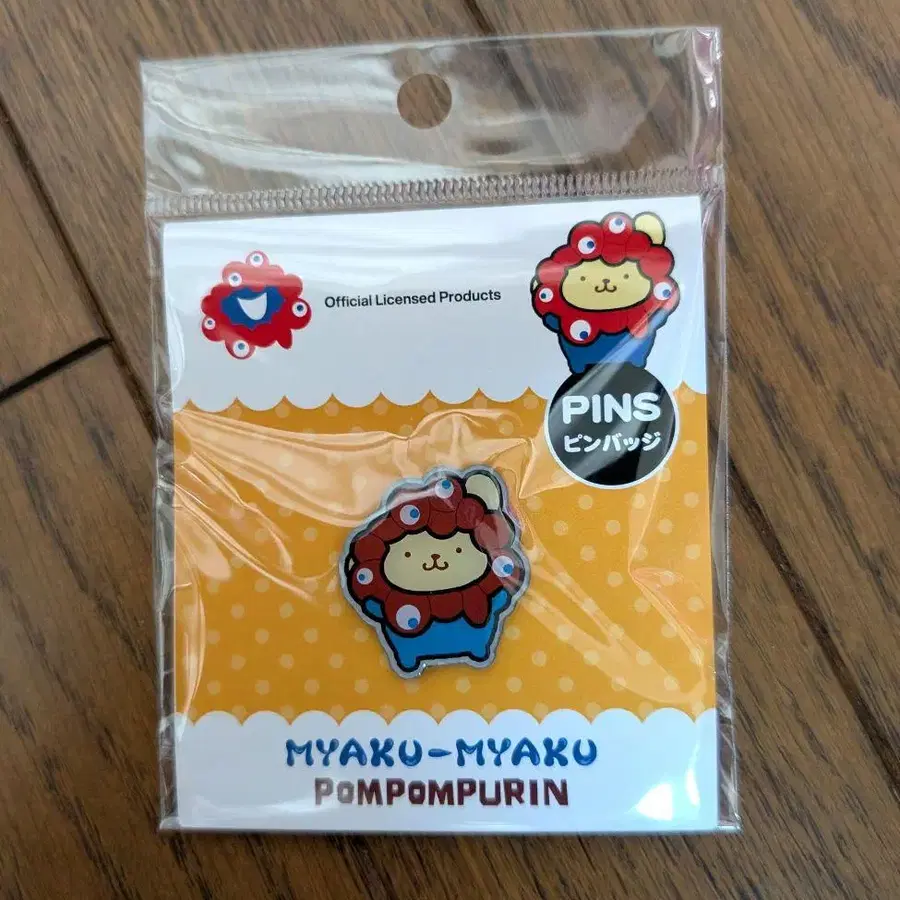 Official Licensed Products
PINS
ピンバッジ
MYAKU-MYAKU
POMPOMPURIN